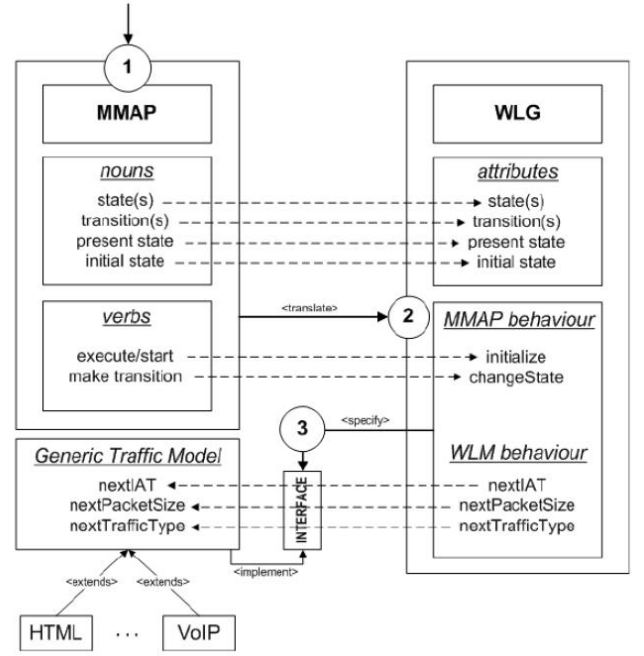 1
MMAP
WLG
nouns
state(s)
transition(s)
present state
initial state
attributes
state(s)
transition(s)
present state
initial state
verbs
execute/start
make transition
<translate>
2
MMAP behaviour
initialize
changeState
3
<specify>
Generic Traffic Model
nextIAT
nextPacketSize
nextTrafficType
INTERFACE
WLM behaviour
nextIAT
nextPacketSize
nextTrafficType
<implement>
<extends>
<extends>
HTML
...
VoIP